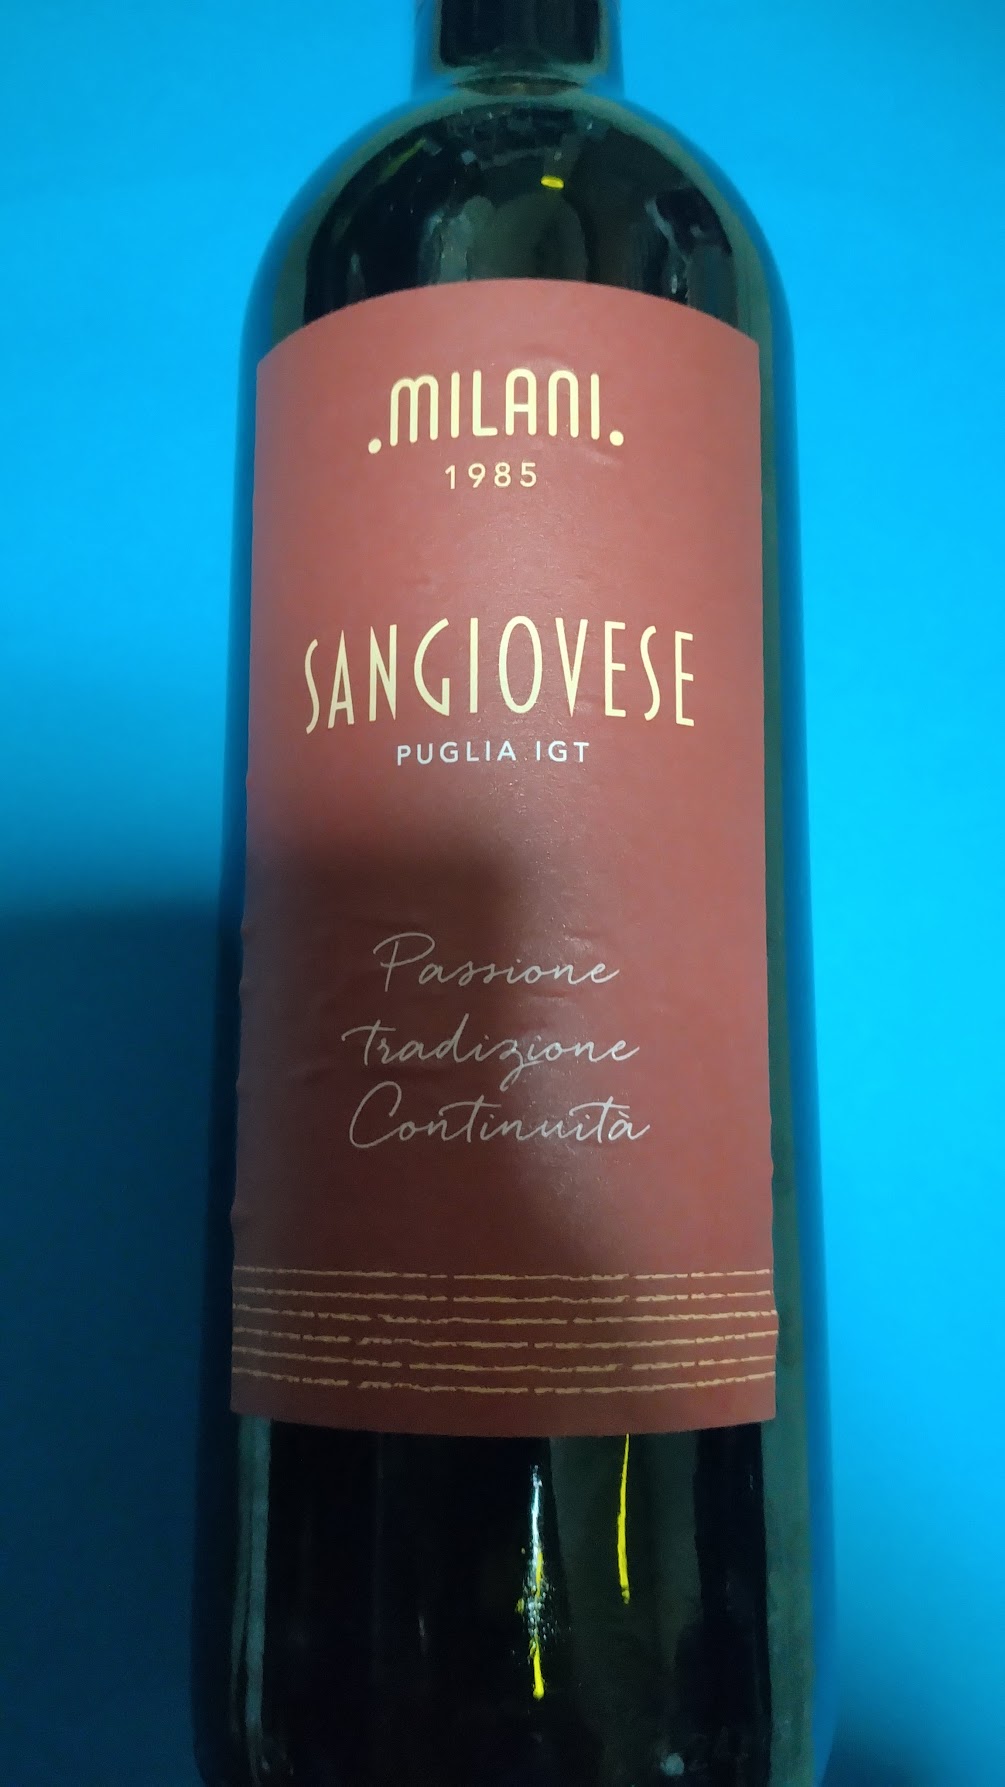 .MILANI.
1985
SANGIOVESE
PUGLIA IGT
Passione
tradizione
Continuità